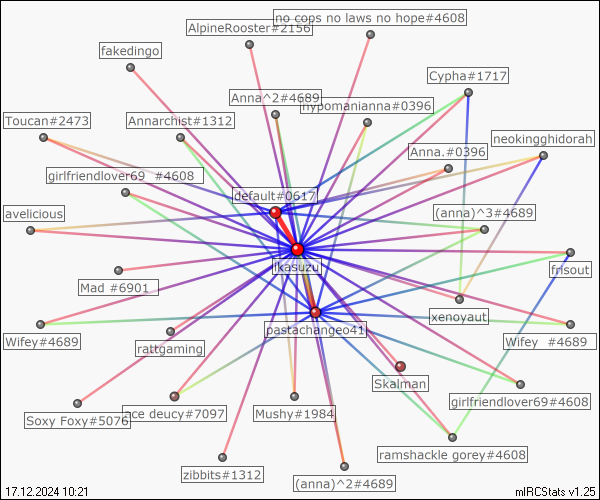 no cops no laws no hope#4608
AlpineRooster#2156
fakedingo
Cypha#1717
Anna^2#4689
hypomanianna#0396
Toucan#2473
Annarchist#1312
neokingghidorah
Anna.#0396
girlfriendlover69 #4608
default#0617
avelicious
(anna)^3#4689
ikasuzu
frisout
Mad #6901
xenoyaut
pastachangeo41
Wifey#4689
rattgaming
Wifey #4689
Skalman
girlfriendlover69#4608
Soxy Foxy#5076
ace deucy#7097
Mushy#1984
ramshackle gorey#4608
zibbits#1312
(anna)^2#4689
17.12.2024 10:21
mIRCStats v1.25